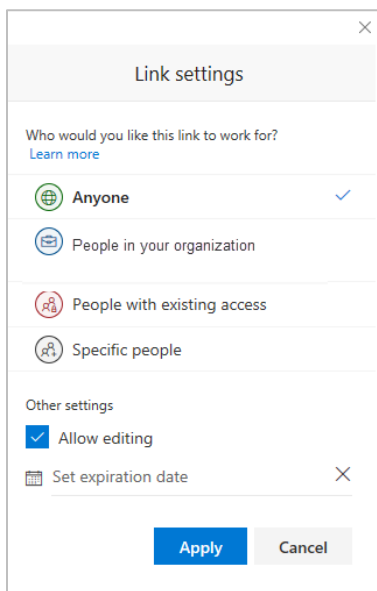 Link settings
Who would you like this link to work for?
Learn more
Anyone
People in your organization
People with existing access
Specific people
Other settings
Allow editing
Set expiration date
Apply Cancel